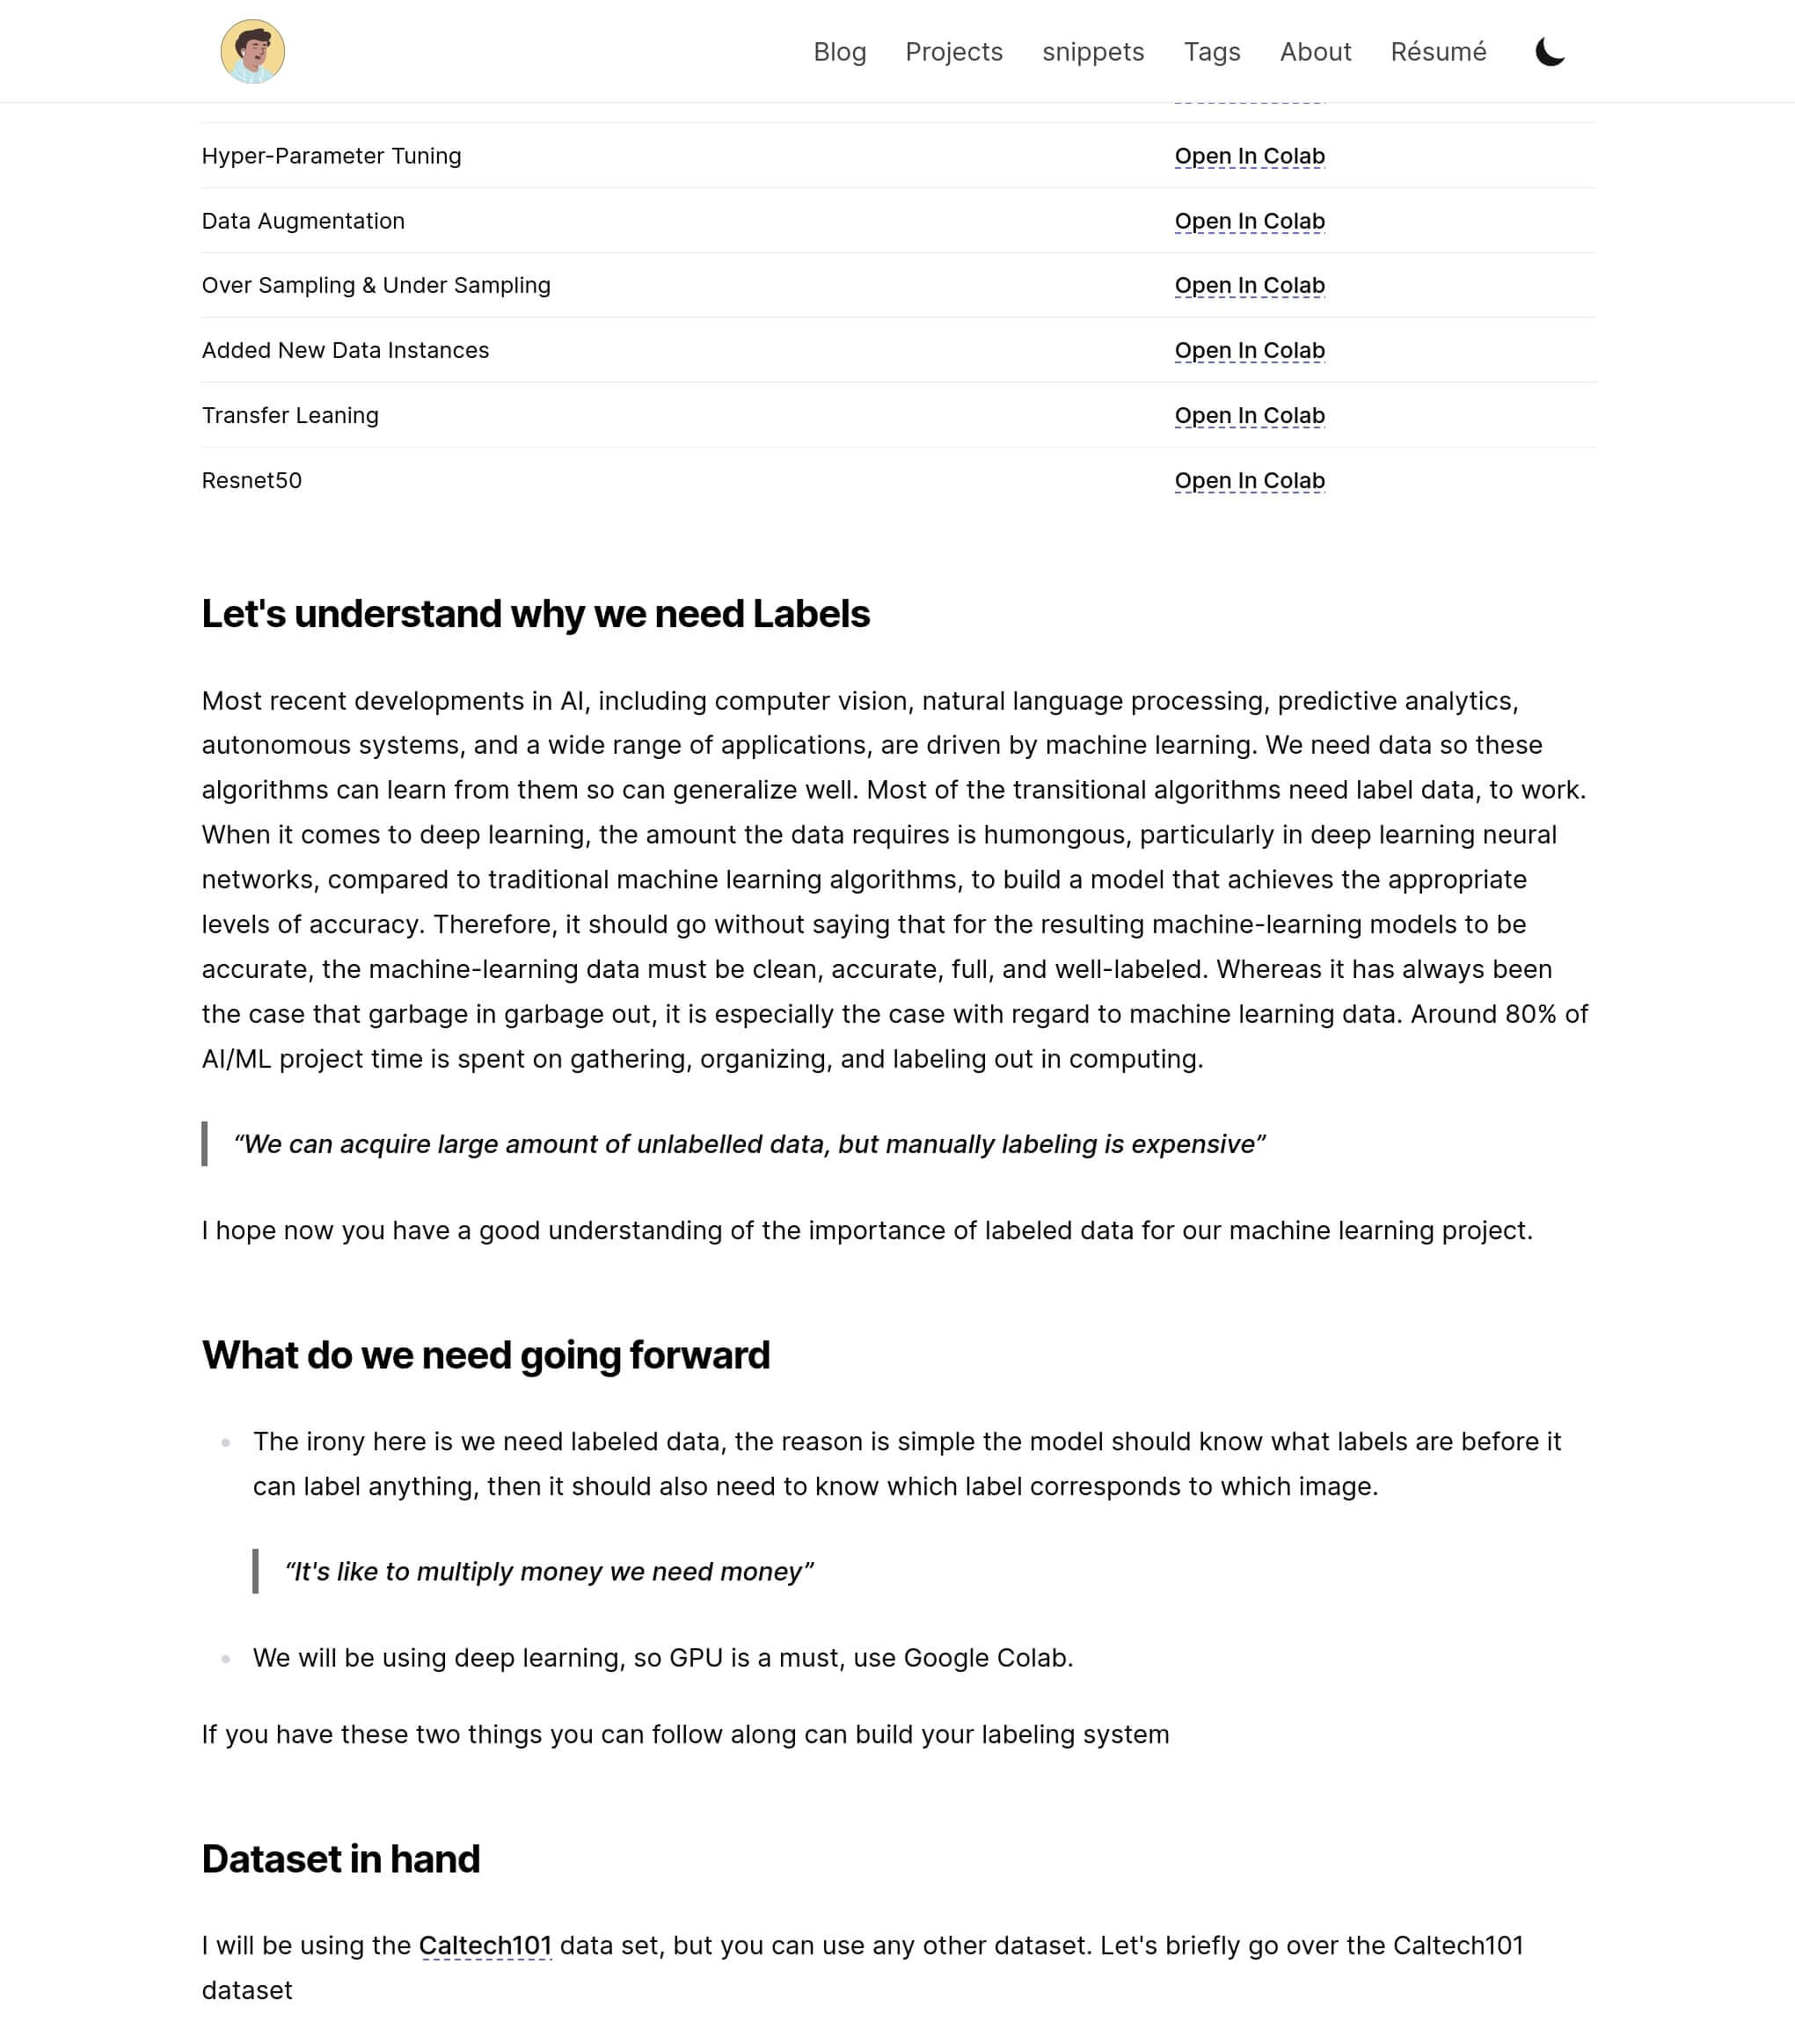 Blog Projects snippets Tags About Résumé
Hyper-Parameter Tuning Open In Colab
Data Augmentation Open In Colab
Over Sampling & Under Sampling Open In Colab
Added New Data Instances Open In Colab
Transfer Leaning Open In Colab
Resnet50 Open In Colab
Let's understand why we need Labels
Most recent developments in AI, including computer vision, natural language processing, predictive analytics,
autonomous systems, and a wide range of applications, are driven by machine learning. We need data so these
algorithms can learn from them so can generalize well. Most of the transitional algorithms need label data, to work.
When it comes to deep learning, the amount the data requires is humongous, particularly in deep learning neural
networks, compared to traditional machine learning algorithms, to build a model that achieves the appropriate
levels of accuracy. Therefore, it should go without saying that for the resulting machine-learning models to be
accurate, the machine-learning data must be clean, accurate, full, and well-labeled. Whereas it has always been
the case that garbage in garbage out, it is especially the case with regard to machine learning data. Around 80% of
AI/ML project time is spent on gathering, organizing, and labeling out in computing.
“We can acquire large amount of unlabelled data, but manually labeling is expensive”
I hope now you have a good understanding of the importance of labeled data for our machine learning project.
What do we need going forward
The irony here is we need labeled data, the reason is simple the model should know what labels are before it
can label anything, then it should also need to know which label corresponds to which image.
“It's like to multiply money we need money”
We will be using deep learning, so GPU is a must, use Google Colab.
If you have these two things you can follow along can build your labeling system
Dataset in hand
I will be using the Caltech101 data set, but you can use any other dataset. Let's briefly go over the Caltech101
dataset